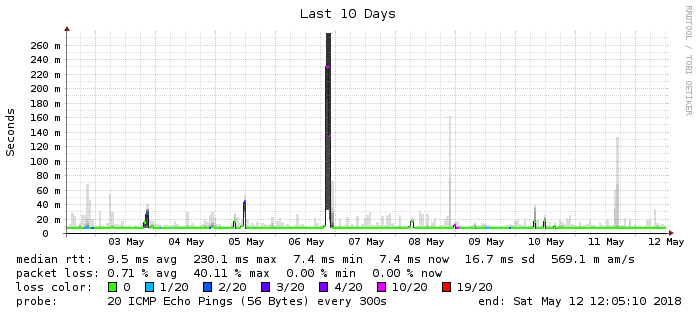 Last 10 Days
RRDTOOL / TOBI OETIKER
Seconds
260 m
240 m
220 m
200 m
180 m
160 m
140 m
120 m
100 m
80 m
60 m
40 m
20 m
0
03 May 04 May 05 May 06 May 07 May 08 May 09 May 10 May 11 May 12 May
median rtt: 9.5 ms avg 230.1 ms max 7.4 ms min 7.4 ms now 16.7 ms sd 569.1 m am/s
packet loss: 0.71 % avg 40.11 % max 0.00 % min 0.00 % now
loss color: 0 1/20 2/20 3/20 4/20 10/20 19/20
probe: 20 ICMP Echo Pings (56 Bytes) every 300s end: Sat May 12 12:05:10 2018